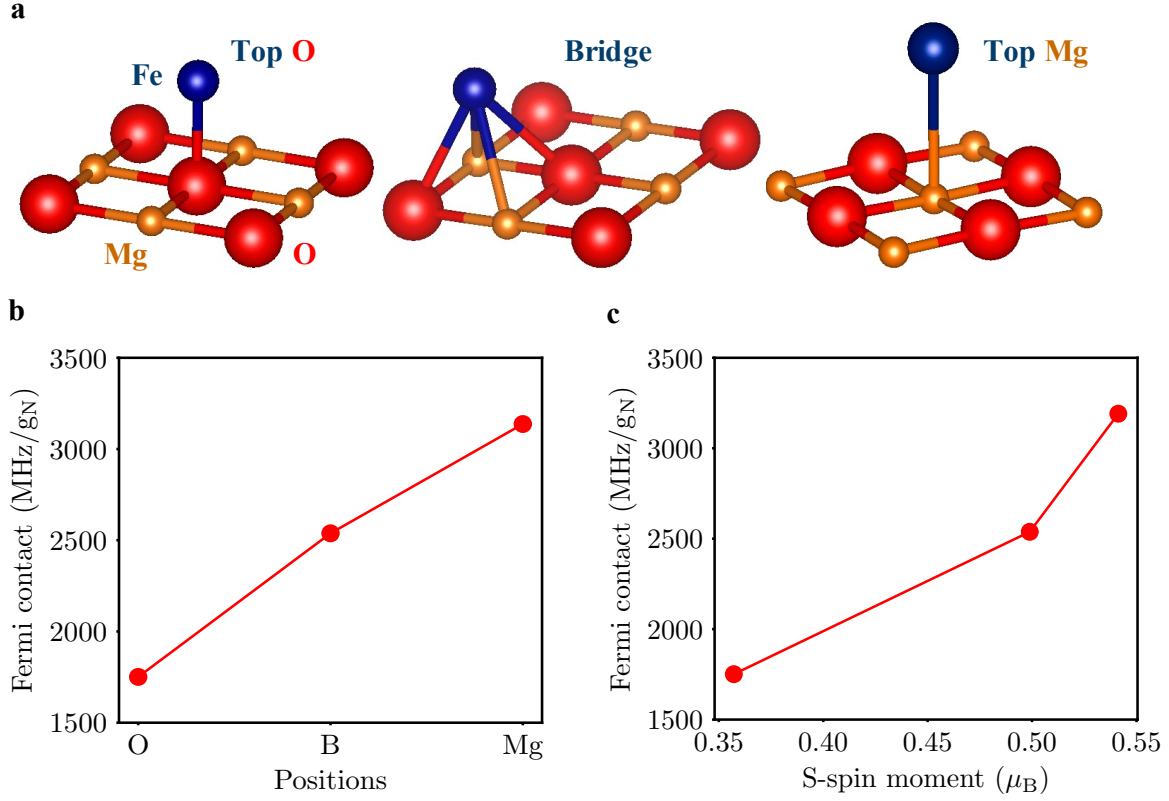 a
Top O
Fe
Mg
O
Bridge
Top Mg
b
Fermi contact (MHz/gN)
3500
3000
2500
2000
1500
O B Mg
Positions
c
Fermi contact (MHz/gN)
3500
3000
2500
2000
1500
0.35 0.40 0.45 0.50 0.55
S-spin moment (μB)